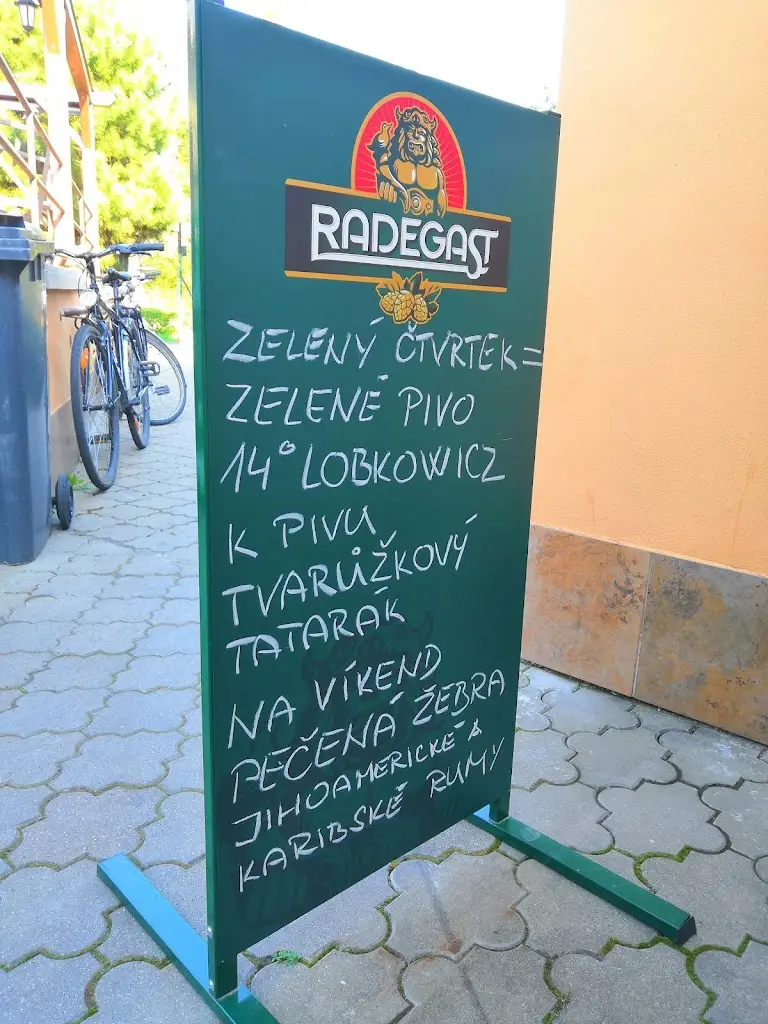 RADEGAST
ZELENÝ ČTVRTEK =
ZELENÉ PIVO
14° LOBKOWICZ
K PIVU
TVARŮŽKOVÝ
TATARÁK
NA VÍKEND
PEČENÁ ŽEBRA
JIHOAMERICKÉ A
KARIBSKÉ RUMY